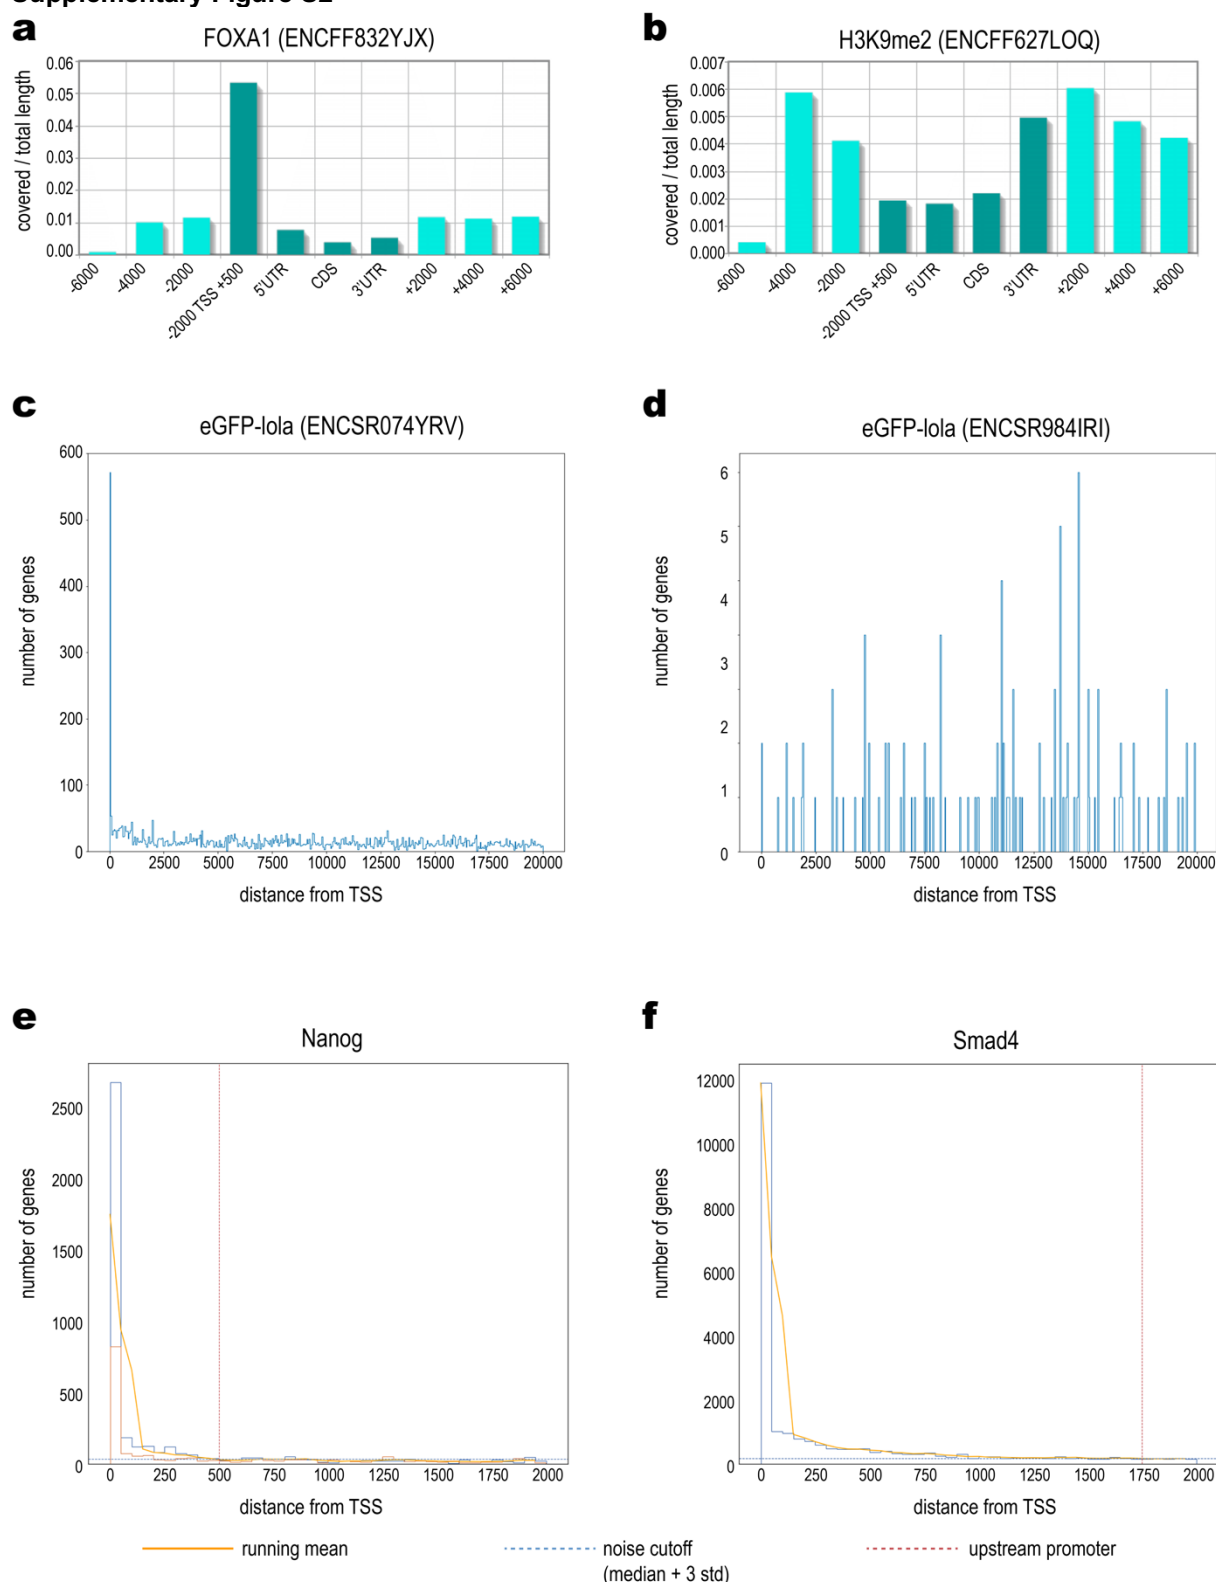 Supplementary Figure S2
a
FOXA1 (ENCFF832YJX)
covered / total length
0.06
0.05
0.04
0.03
0.02
0.01
0.00
-6000
-4000
-2000
-2000 TSS +500
5'UTR
CDS
3'UTR
+2000
+4000
+6000
b
H3K9me2 (ENCFF627LOQ)
covered / total length
0.007
0.006
0.005
0.004
0.003
0.002
0.001
0.000
-6000
-4000
-2000
-2000 TSS +500
5'UTR
CDS
3'UTR
+2000
+4000
+6000
c
eGFP-lola (ENCSR074YRV)
number of genes
600
500
400
300
200
100
0
0 2500 5000 7500 10000 12500 15000 17500 20000
distance from TSS
d
eGFP-lola (ENCSR984IRI)
number of genes
6
5
4
3
2
1
0
0 2500 5000 7500 10000 12500 15000 17500 20000
distance from TSS
e
Nanog
number of genes
2500
2000
1500
1000
500
0
0 250 500 750 1000 1250 1500 1750 2000
distance from TSS
f
Smad4
number of genes
12000
10000
8000
6000
4000
2000
0
0 250 500 750 1000 1250 1500 1750 2000
distance from TSS
running mean
noise cutoff
(median + 3 std)
upstream promoter